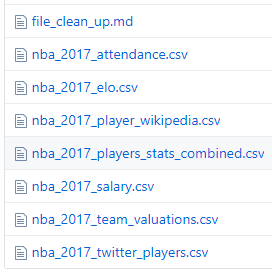 file_clean_up.md
nba_2017_attendance.csv
nba_2017_elo.csv
nba_2017_player_wikipedia.csv
nba_2017_players_stats_combined.csv
nba_2017_salary.csv
nba_2017_team_valuations.csv
nba_2017_twitter_players.csv